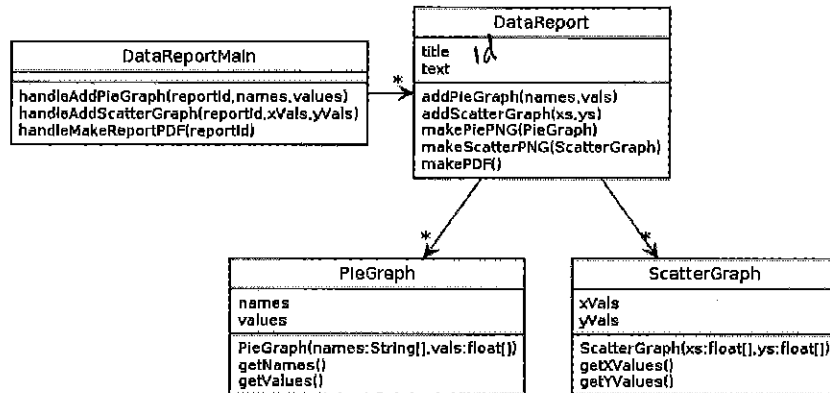 DataReportMain
handleAddPieGraph(reportId,names,values)
handleAddScatterGraph(reportId,xVals,yVals)
handleMakeReportPDF(reportId)
*
DataReport
title id
text
addPieGraph(names,vals)
addScatterGraph(xs,ys)
makePiePNG(PieGraph)
makeScatterPNG(ScatterGraph)
makePDF()
*
*
PieGraph
names
values
PieGraph(names:String[],vals:float[])
getNames()
getValues()
ScatterGraph
xVals
yVals
ScatterGraph(xs:float[],ys:float[])
getXValues()
getYValues()